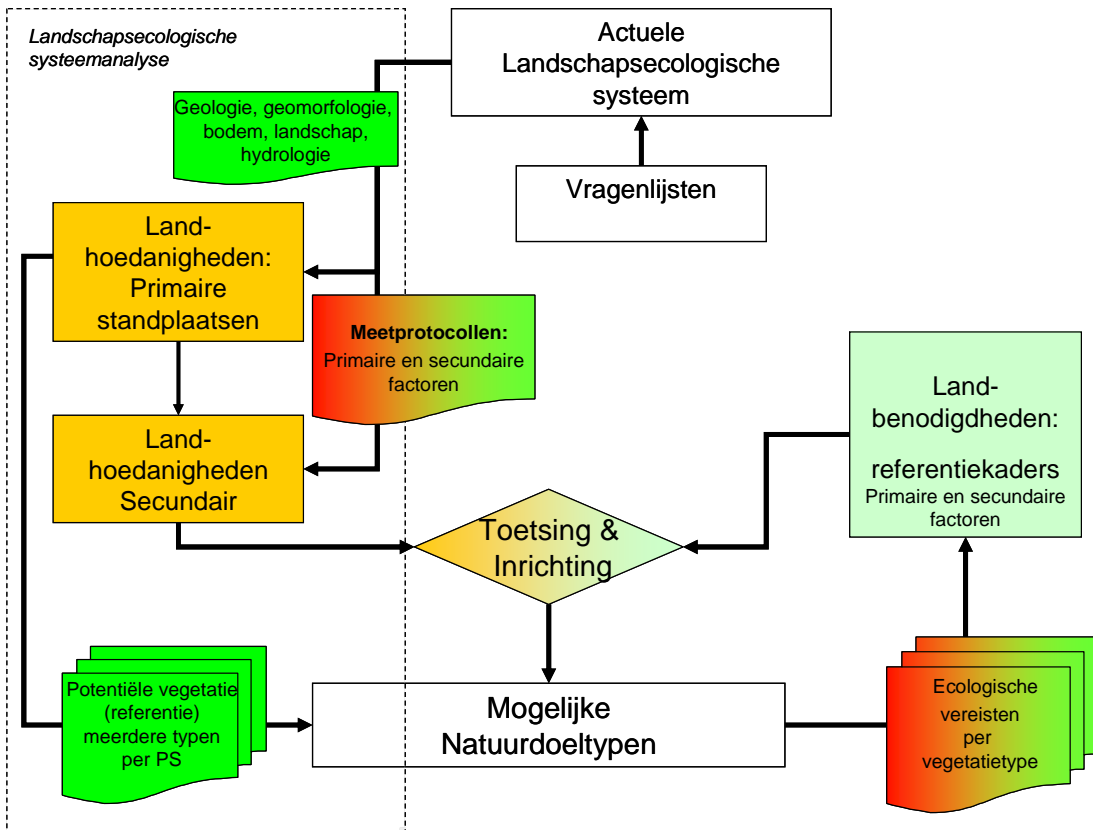 Landschapsecologische
systeemanalyse
Actuele
Landschapsecologische
systeem
Geologie, geomorfologie,
bodem, landschap,
hydrologie
Vragenlijsten
Land-
hoedanigheden:
Primaire
standplaatsen
Meetprotocollen:
Primaire en secundaire
factoren
Land-
benodigdheden:
referentiekaders
Primaire en secundaire
factoren
Land-
hoedanigheden
Secundair
Toetsing &
Inrichting
Potentiële vegetatie
(referentie)
meerdere typen
per PS
Mogelijke
Natuurdoeltypen
Ecologische
vereisten
per
vegetatietype